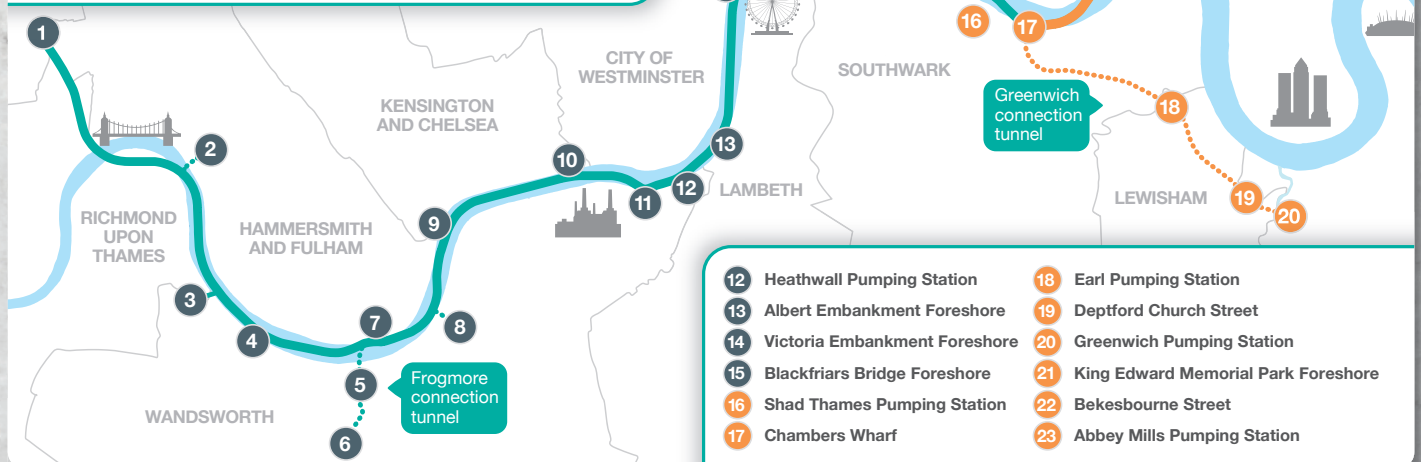 1
16
17
CITY OF
WESTMINSTER
SOUTHWARK
KENSINGTON
AND CHELSEA
Greenwich
connection
tunnel
18
2
13
10
12
11
LAMBETH
LEWISHAM
19
20
RICHMOND
UPON
THAMES
HAMMERSMITH
AND FULHAM
9
3
4
7
8
5
Frogmore
connection
tunnel
WANDSWORTH
6
12 Heathwall Pumping Station
13 Albert Embankment Foreshore
14 Victoria Embankment Foreshore
15 Blackfriars Bridge Foreshore
16 Shad Thames Pumping Station
17 Chambers Wharf
18 Earl Pumping Station
19 Deptford Church Street
20 Greenwich Pumping Station
21 King Edward Memorial Park Foreshore
22 Bekesbourne Street
23 Abbey Mills Pumping Station